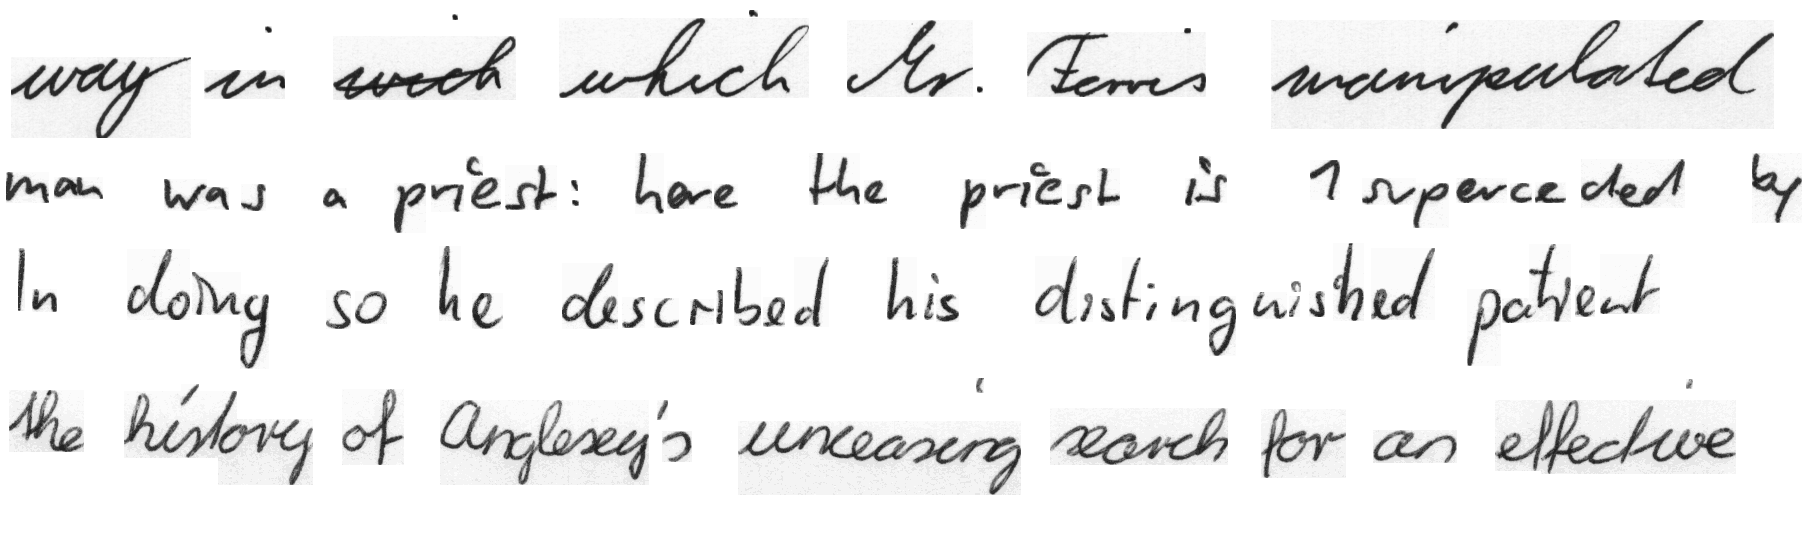 way in wich which Mr. Ferris manipulated
man was a priest: here the priest is 1 superceded by
In doing so he described his distinguished patient
the history of Anglesey's unceasing search for an effective